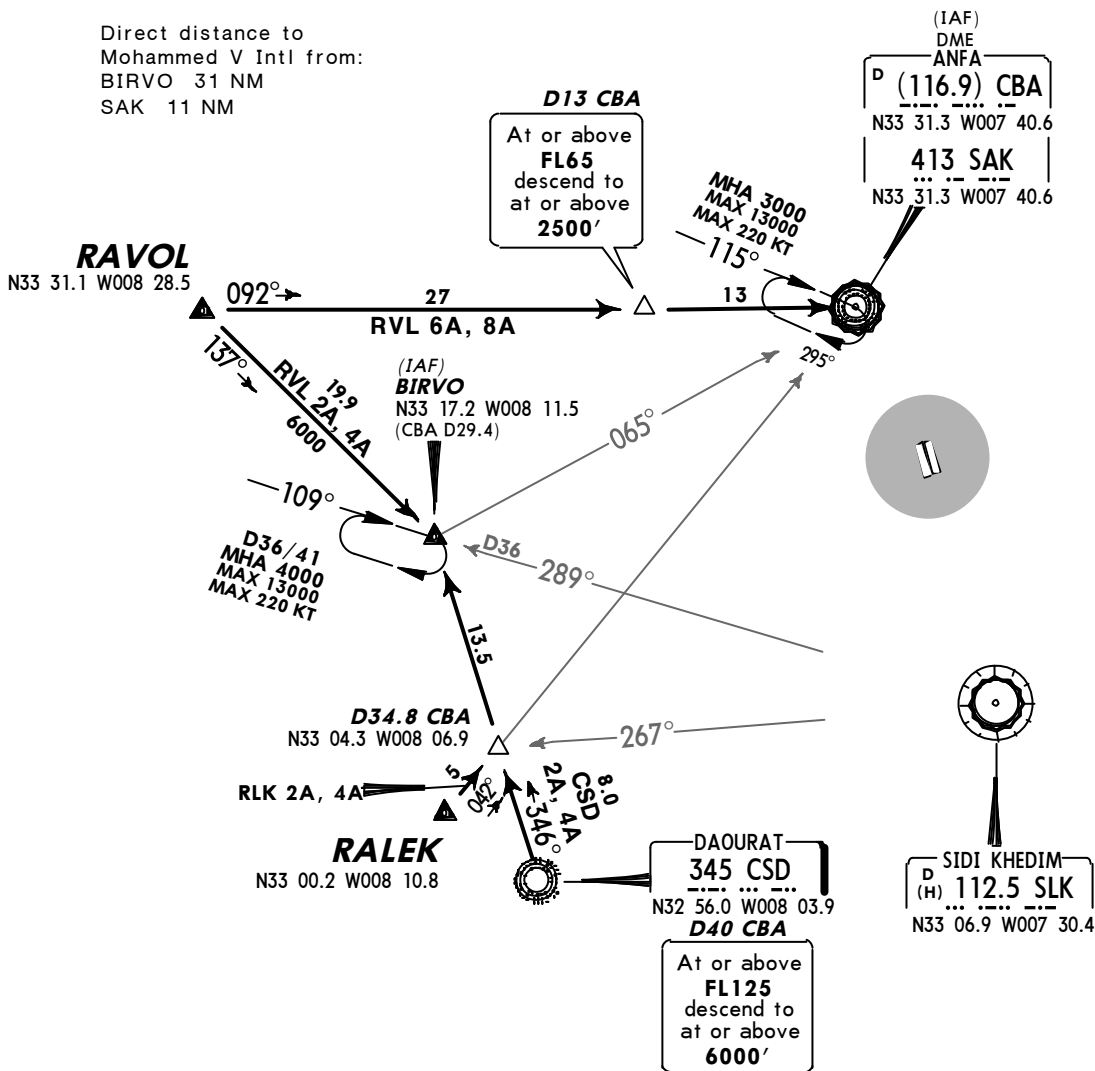 Direct distance to
Mohammed V Intl from:
BIRVO 31 NM
SAK 11 NM
(IAF)
DME
ANFA
D (116.9) CBA
N33 31.3 W007 40.6
413 SAK
N33 31.3 W007 40.6
D13 CBA
At or above
FL65
descend to
at or above
2500'
MHA 3000
MAX 13000
MAX 220 KT
115°
295°
RAVOL
N33 31.1 W008 28.5
092°
27
RVL 6A, 8A
13
137°
19.9
RVL 2A, 4A
6000
(IAF)
BIRVO
N33 17.2 W008 11.5
(CBA D29.4)
065°
109°
D36/41
MHA 4000
MAX 13000
MAX 220 KT
D36
289°
13.5
D34.8 CBA
N33 04.3 W008 06.9
267°
RLK 2A, 4A
5
042°
RALEK
N33 00.2 W008 10.8
8.0
CSD
2A, 4A
346°
DAOURAT
345 CSD
N32 56.0 W008 03.9
D40 CBA
At or above
FL125
descend to
at or above
6000'
SIDI KHEDIM
D
(H) 112.5 SLK
N33 06.9 W007 30.4